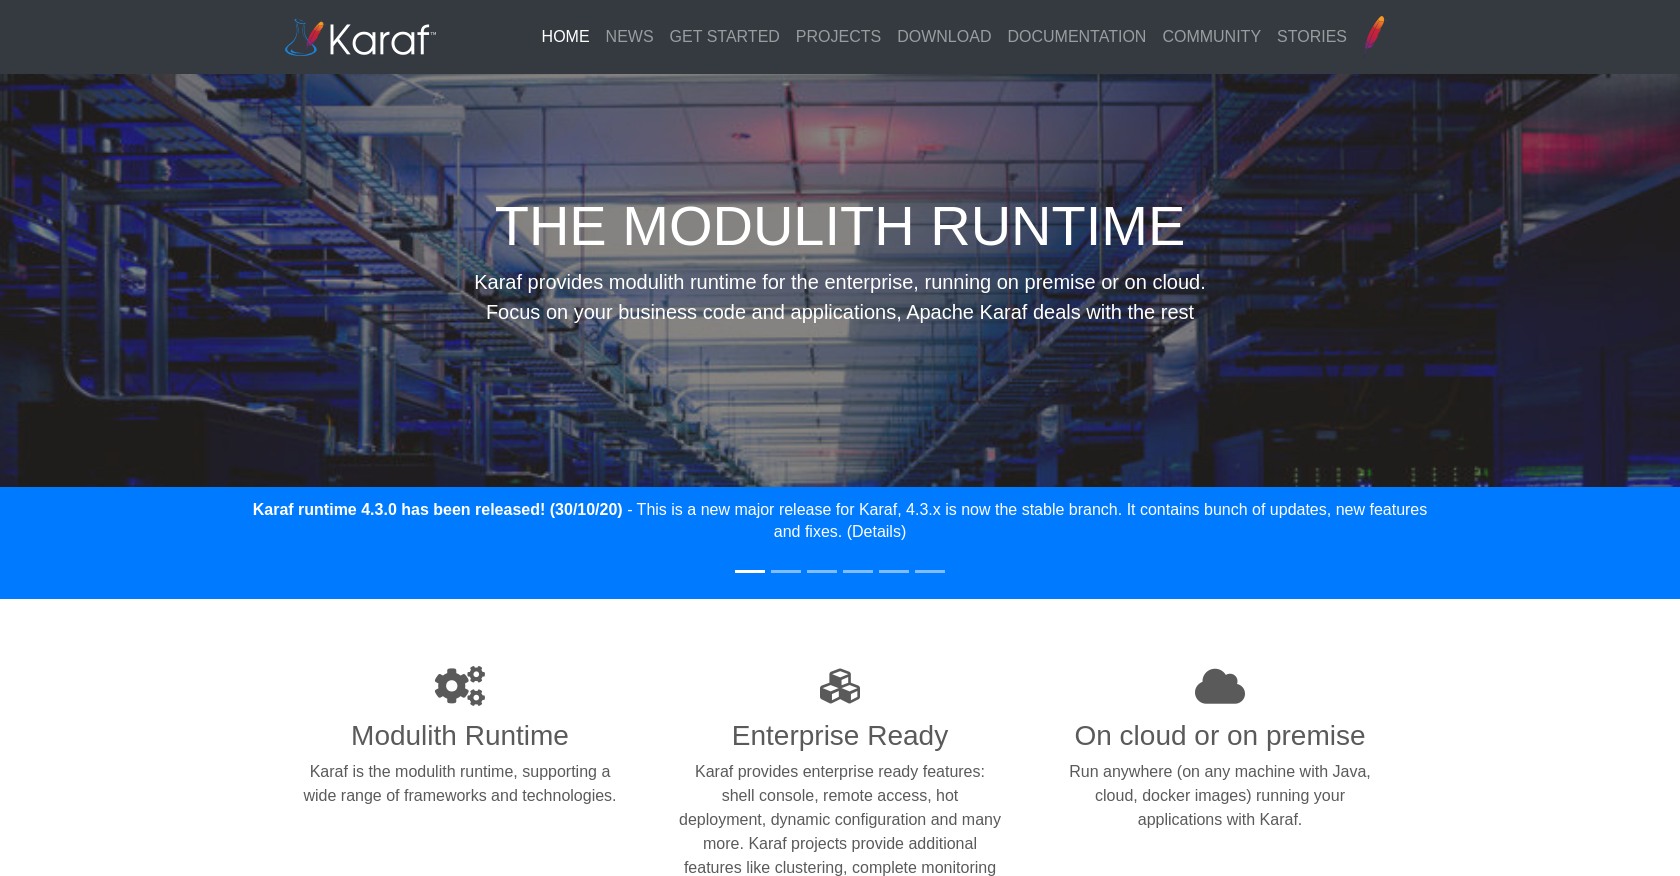 Karaf™
HOME NEWS GET STARTED PROJECTS DOWNLOAD DOCUMENTATION COMMUNITY STORIES
THE MODULITH RUNTIME
Karaf provides modulith runtime for the enterprise, running on premise or on cloud.
Focus on your business code and applications, Apache Karaf deals with the rest
Karaf runtime 4.3.0 has been released! (30/10/20) - This is a new major release for Karaf, 4.3.x is now the stable branch. It contains bunch of updates, new features
and fixes. (Details)
Modulith Runtime
Karaf is the modulith runtime, supporting a
wide range of frameworks and technologies.
Enterprise Ready
Karaf provides enterprise ready features:
shell console, remote access, hot
deployment, dynamic configuration and many
more. Karaf projects provide additional
features like clustering, complete monitoring
On cloud or on premise
Run anywhere (on any machine with Java,
cloud, docker images) running your
applications with Karaf.